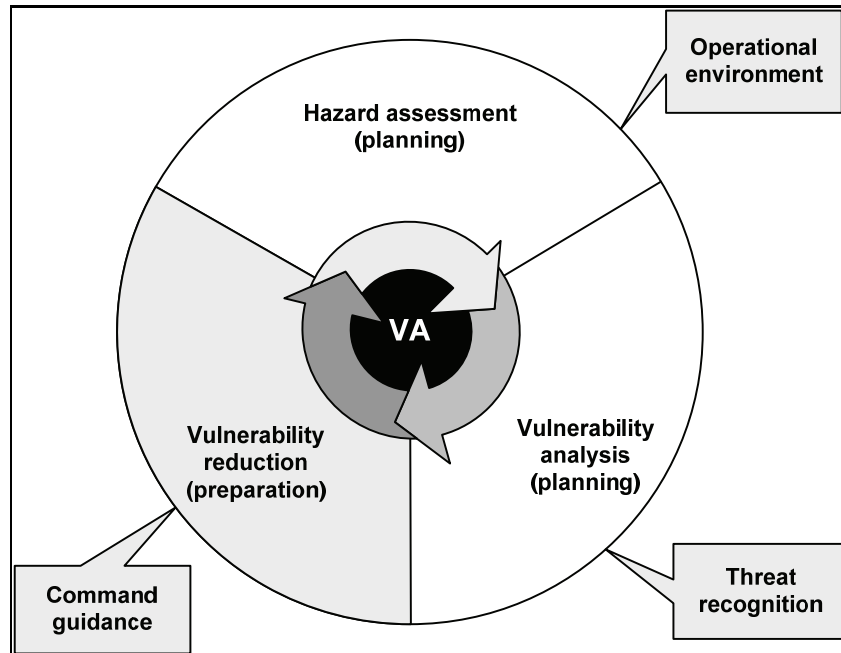 Operational
environment
Hazard assessment
(planning)
VA
Vulnerability
reduction
(preparation)
Vulnerability
analysis
(planning)
Command
guidance
Threat
recognition